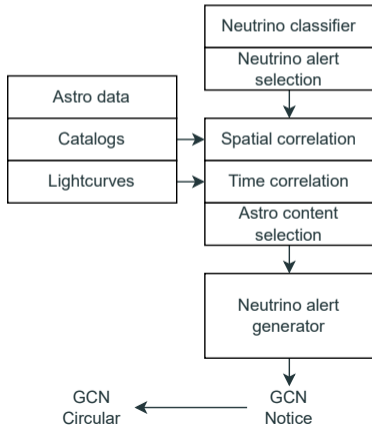 Neutrino classifier
Neutrino alert
selection
Astro data
Catalogs
Lightcurves
Spatial correlation
Time correlation
Astro content
selection
Neutrino alert
generator
GCN
Notice
GCN
Circular